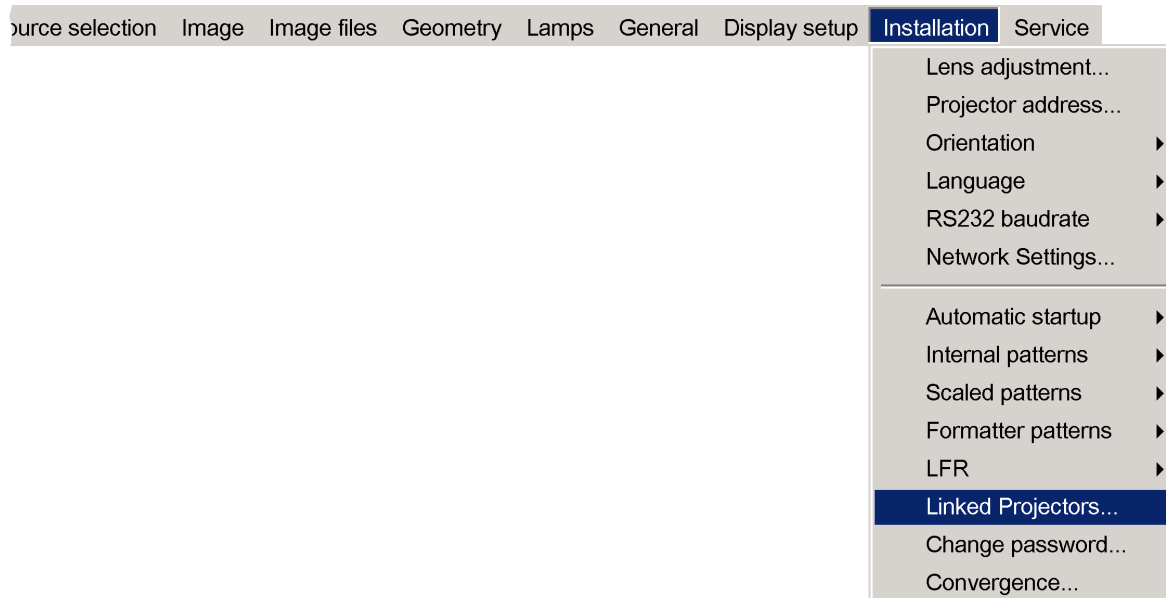 selection Image Image files Geometry Lamps General Display setup Installation Service
Lens adjustment...
Projector address...
Orientation
Language
RS232 baudrate
Network Settings...
Automatic startup
Internal patterns
Scaled patterns
Formatter patterns
LFR
Linked Projectors...
Change password...
Convergence...